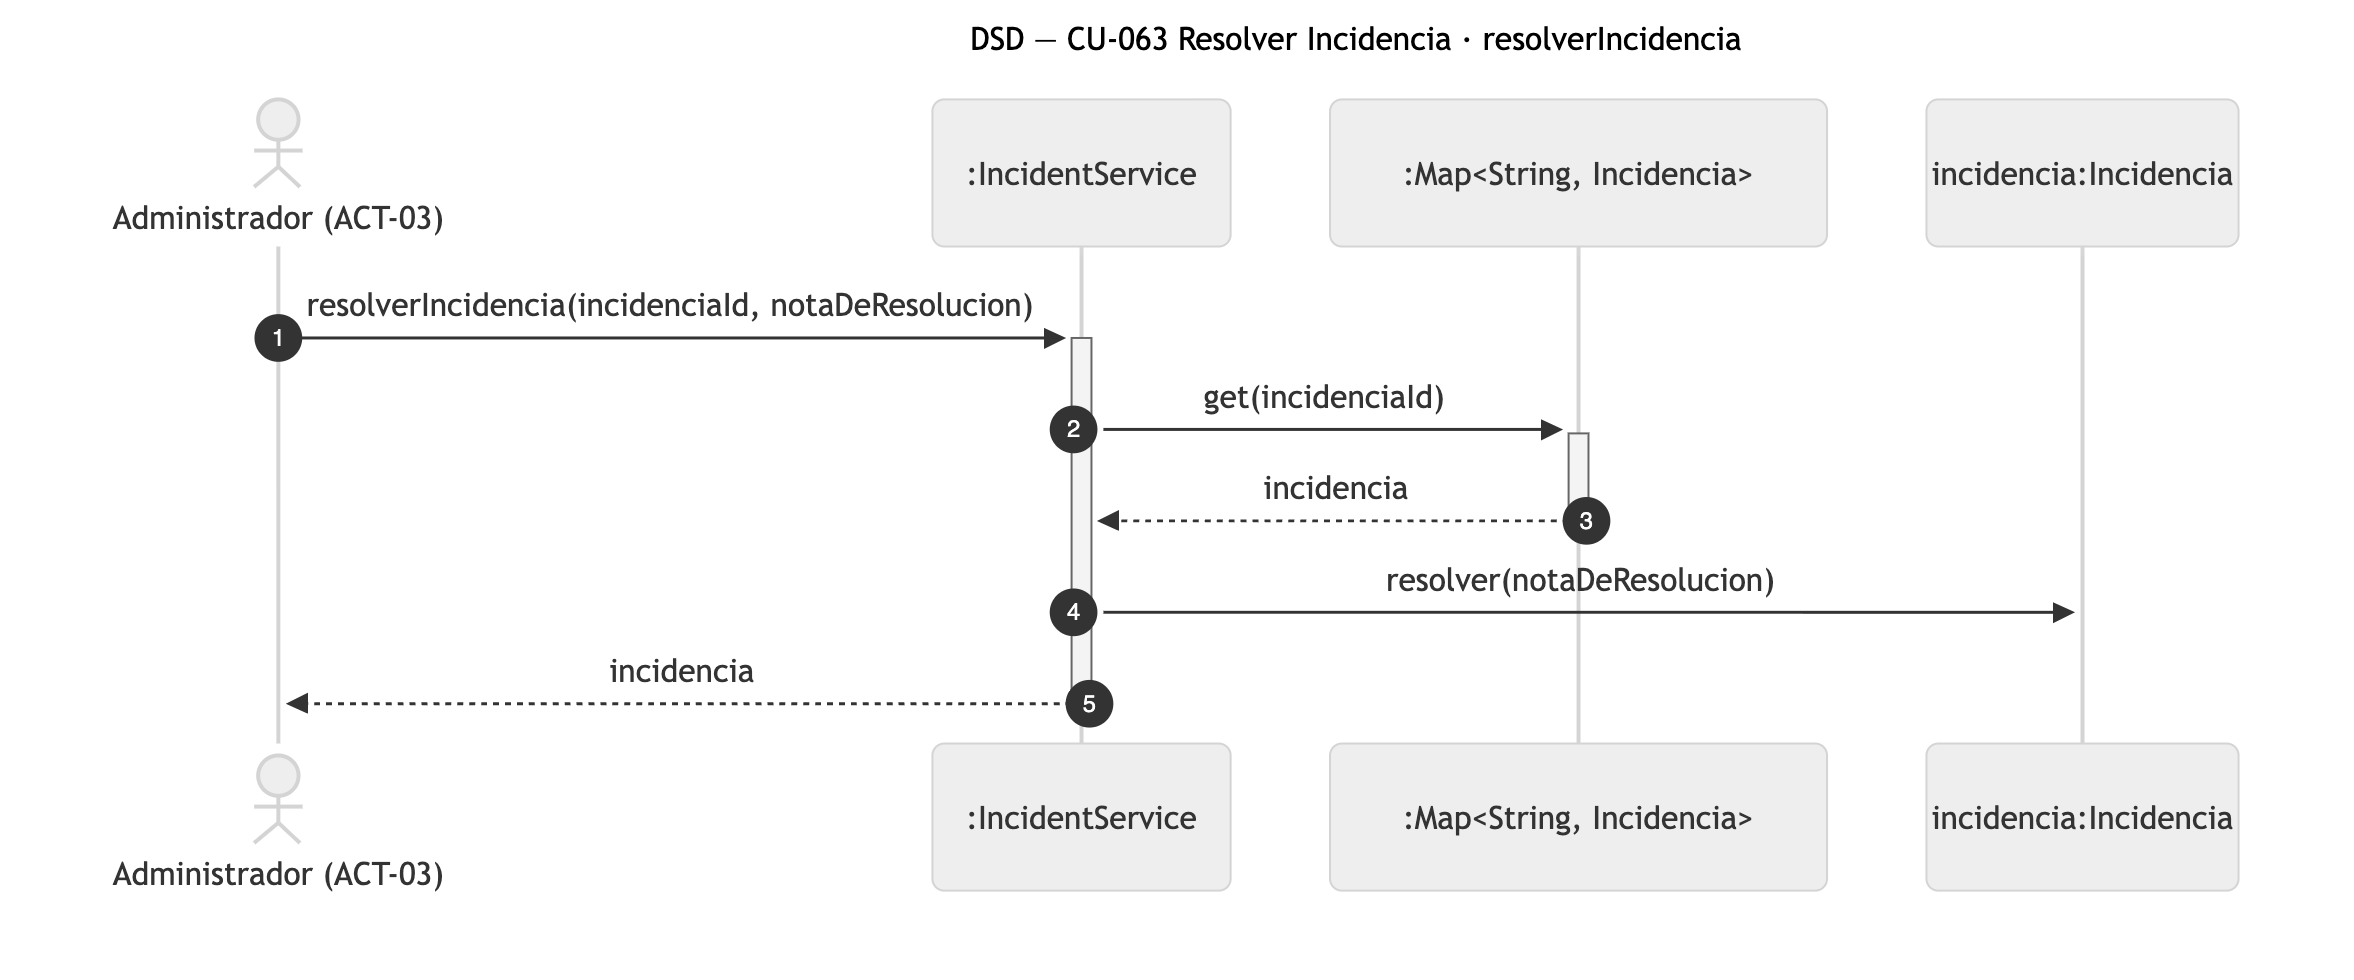 DSD — CU-063 Resolver Incidencia · resolverIncidencia
Administrador (ACT-03)
:IncidentService
:Map<String, Incidencia>
incidencia:Incidencia
resolverIncidencia(incidenciaId, notaDeResolucion)
1
get(incidenciaId)
2
incidencia
3
resolver(notaDeResolucion)
4
incidencia
5
Administrador (ACT-03)
:IncidentService
:Map<String, Incidencia>
incidencia:Incidencia